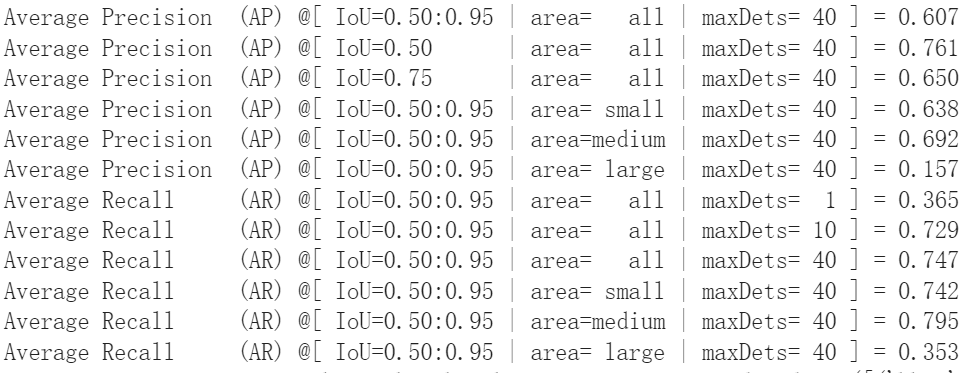 Average Precision  (AP) @[ IoU=0.50:0.95 | area=   all | maxDets= 40 ] = 0.607
Average Precision  (AP) @[ IoU=0.50      | area=   all | maxDets= 40 ] = 0.761
Average Precision  (AP) @[ IoU=0.75      | area=   all | maxDets= 40 ] = 0.650
Average Precision  (AP) @[ IoU=0.50:0.95 | area= small | maxDets= 40 ] = 0.638
Average Precision  (AP) @[ IoU=0.50:0.95 | area=medium | maxDets= 40 ] = 0.692
Average Precision  (AP) @[ IoU=0.50:0.95 | area= large | maxDets= 40 ] = 0.157
Average Recall     (AR) @[ IoU=0.50:0.95 | area=   all | maxDets=  1 ] = 0.365
Average Recall     (AR) @[ IoU=0.50:0.95 | area=   all | maxDets= 10 ] = 0.729
Average Recall     (AR) @[ IoU=0.50:0.95 | area=   all | maxDets= 40 ] = 0.747
Average Recall     (AR) @[ IoU=0.50:0.95 | area= small | maxDets= 40 ] = 0.742
Average Recall     (AR) @[ IoU=0.50:0.95 | area=medium | maxDets= 40 ] = 0.795
Average Recall     (AR) @[ IoU=0.50:0.95 | area= large | maxDets= 40 ] = 0.353